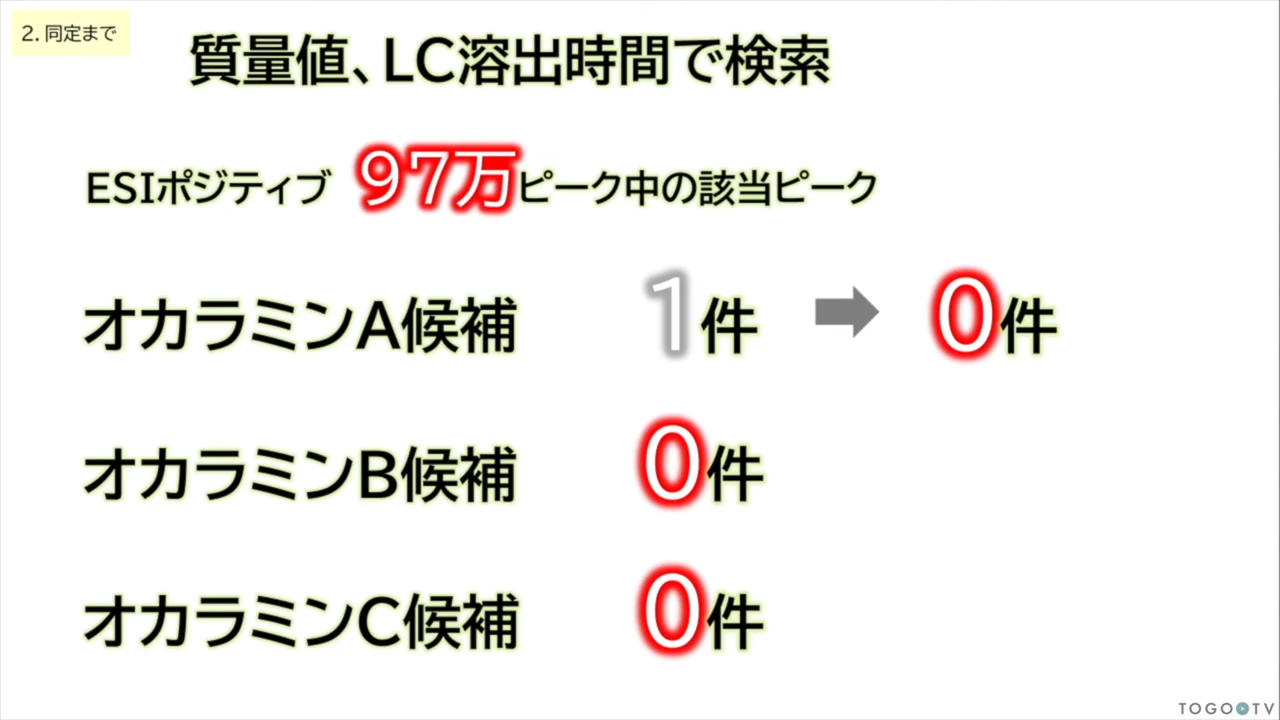 2. 同定まで
質量値、LC溶出時間で検索
ESIポジティブ 97万ピーク中の該当ピーク
オカラミンA候補 1件 ➡ 0件
オカラミンB候補 0件
オカラミンC候補 0件
TOGO TV